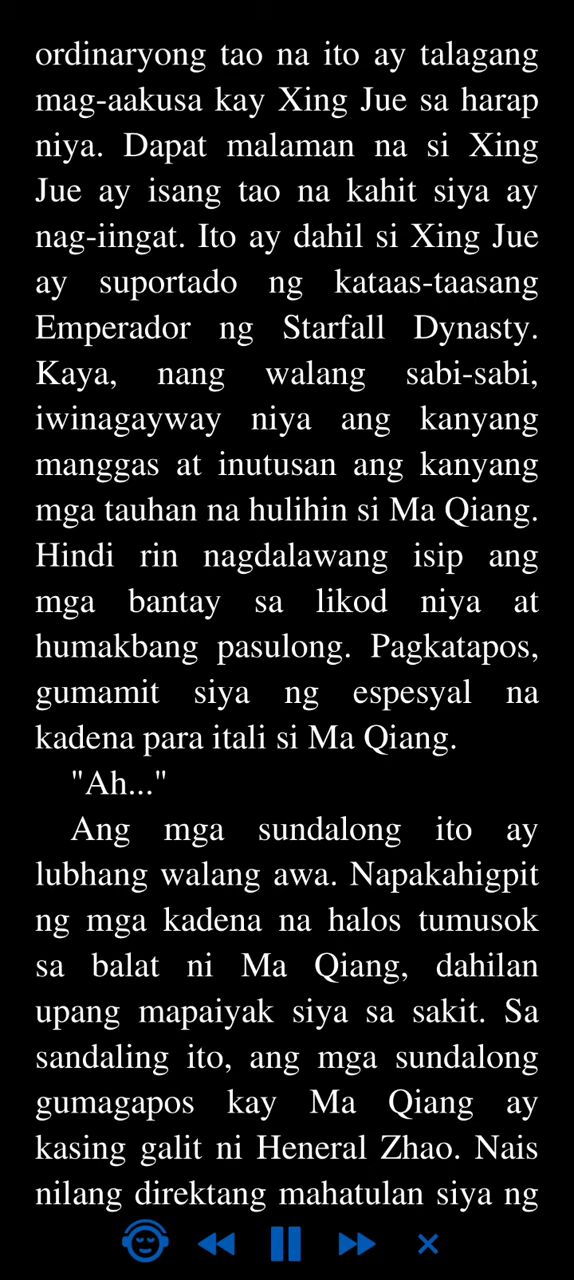 ordinaryong tao na ito ay talagang
mag-aakusa kay Xing Jue sa harap
niya. Dapat malaman na si Xing
Jue ay isang tao na kahit siya ay
nag-iingat. Ito ay dahil si Xing Jue
ay suportado ng kataas-taasang
Emperador ng Starfall Dynasty.
Kaya, nang walang sabi-sabi,
iwinagayway niya ang kanyang
manggas at inutusan ang kanyang
mga tauhan na hulihin si Ma Qiang.
Hindi rin nagdalawang isip ang
mga bantay sa likod niya at
humakbang pasulong. Pagkatapos,
gumamit siya ng espesyal na
kadena para itali si Ma Qiang.
"Ah..."
Ang mga sundalong ito ay
lubhang walang awa. Napakahigpit
ng mga kadena na halos tumusok
sa balat ni Ma Qiang, dahilan
upang mapaiyak siya sa sakit. Sa
sandaling ito, ang mga sundalong
gumagapos kay Ma Qiang ay
kasing galit ni Heneral Zhao. Nais
nilang direktang mahatulan siya ng